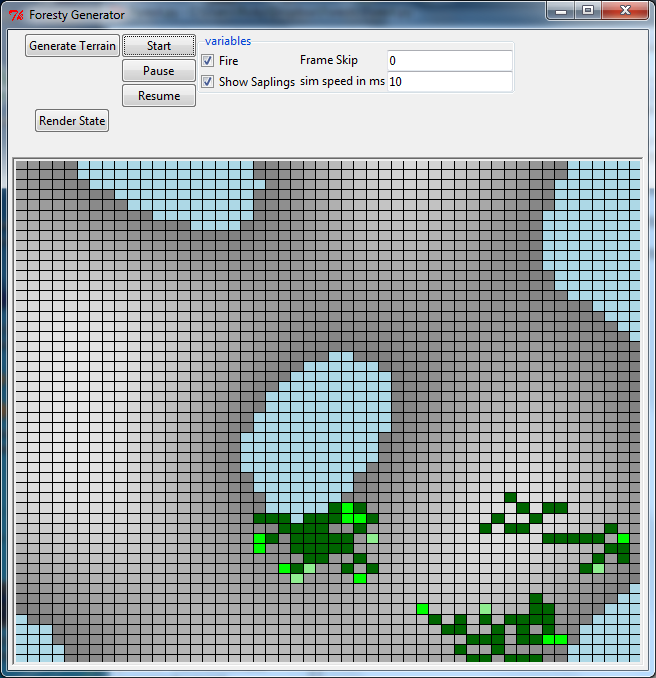 Foresty Generator
Generate Terrain
Start
Pause
Resume
Render State
variables
Fire
Frame Skip
0
Show Saplings
sim speed in ms
10